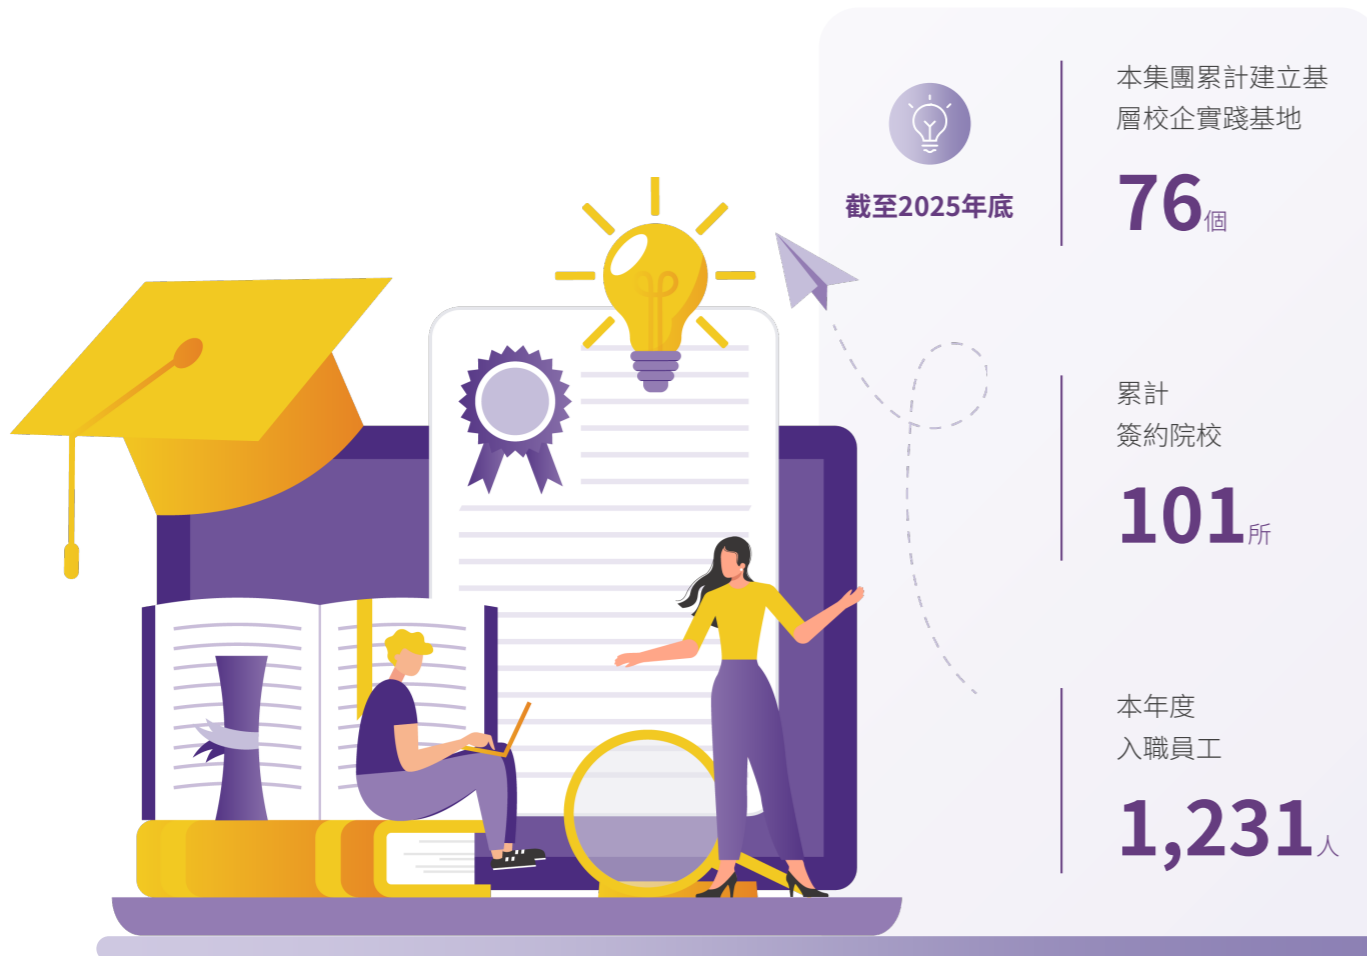 截至2025年底
本集團累計建立基
層校企實踐基地
76個
累計
簽約院校
101所
本年度
入職員工
1,231人